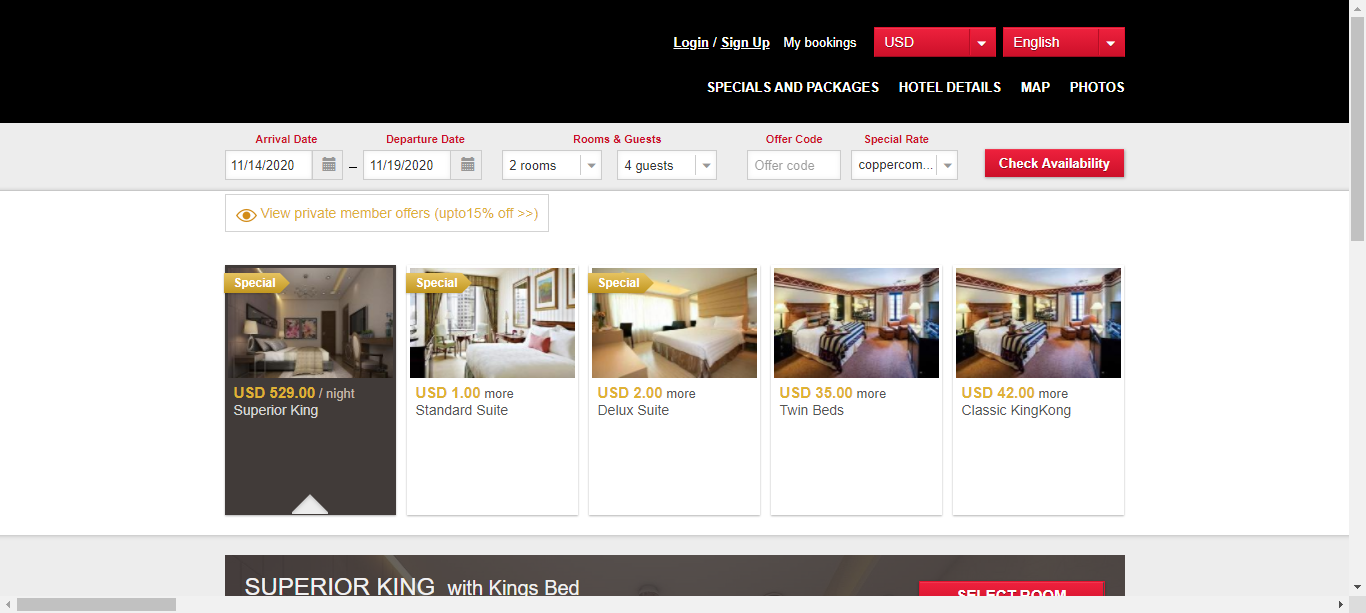 Login / Sign Up My bookings USD English
SPECIALS AND PACKAGES HOTEL DETAILS MAP PHOTOS
Arrival Date Departure Date Rooms & Guests Offer Code Special Rate
11/14/2020 – 11/19/2020 2 rooms 4 guests Offer code coppercom... Check Availability
View private member offers (upto15% off >>)
Special Special Special
USD 529.00 / night USD 1.00 more USD 2.00 more USD 35.00 more USD 42.00 more
Superior King Standard Suite Delux Suite Twin Beds Classic KingKong
SUPERIOR KING with Kings Bed
SELECT ROOM